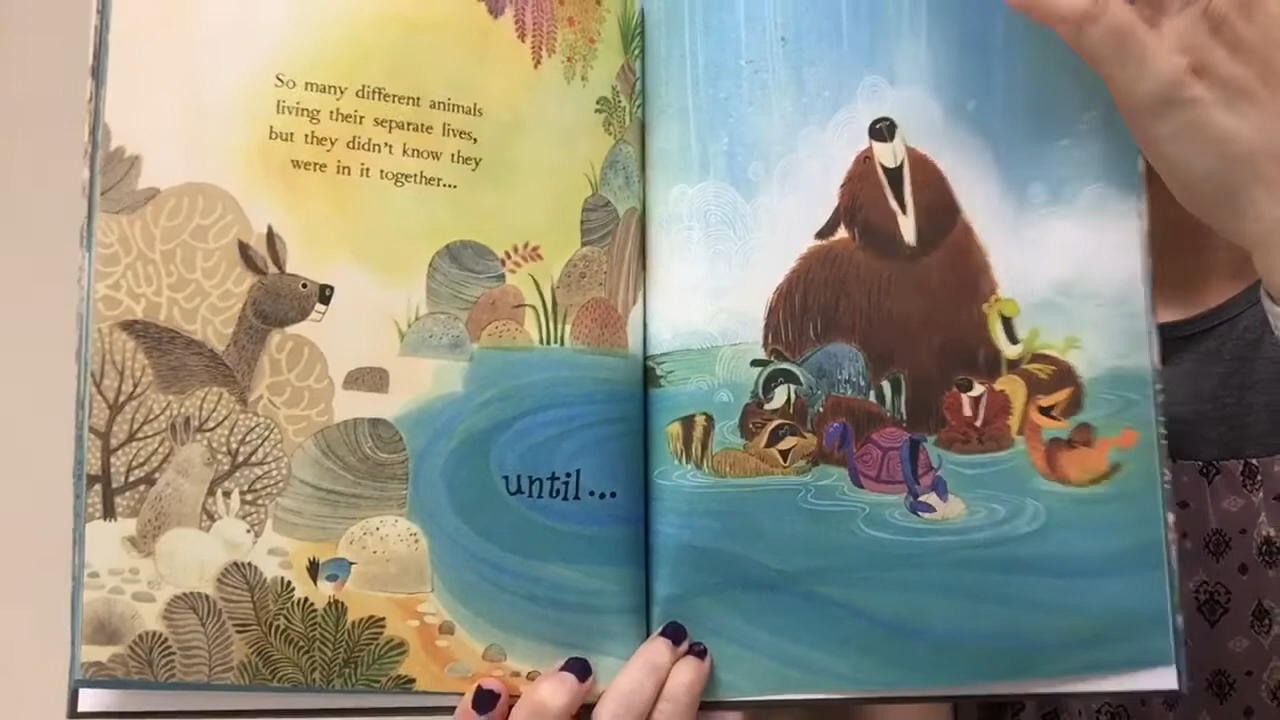 So many different animals
living their separate lives,
but they didn't know they
were in it together...
until...